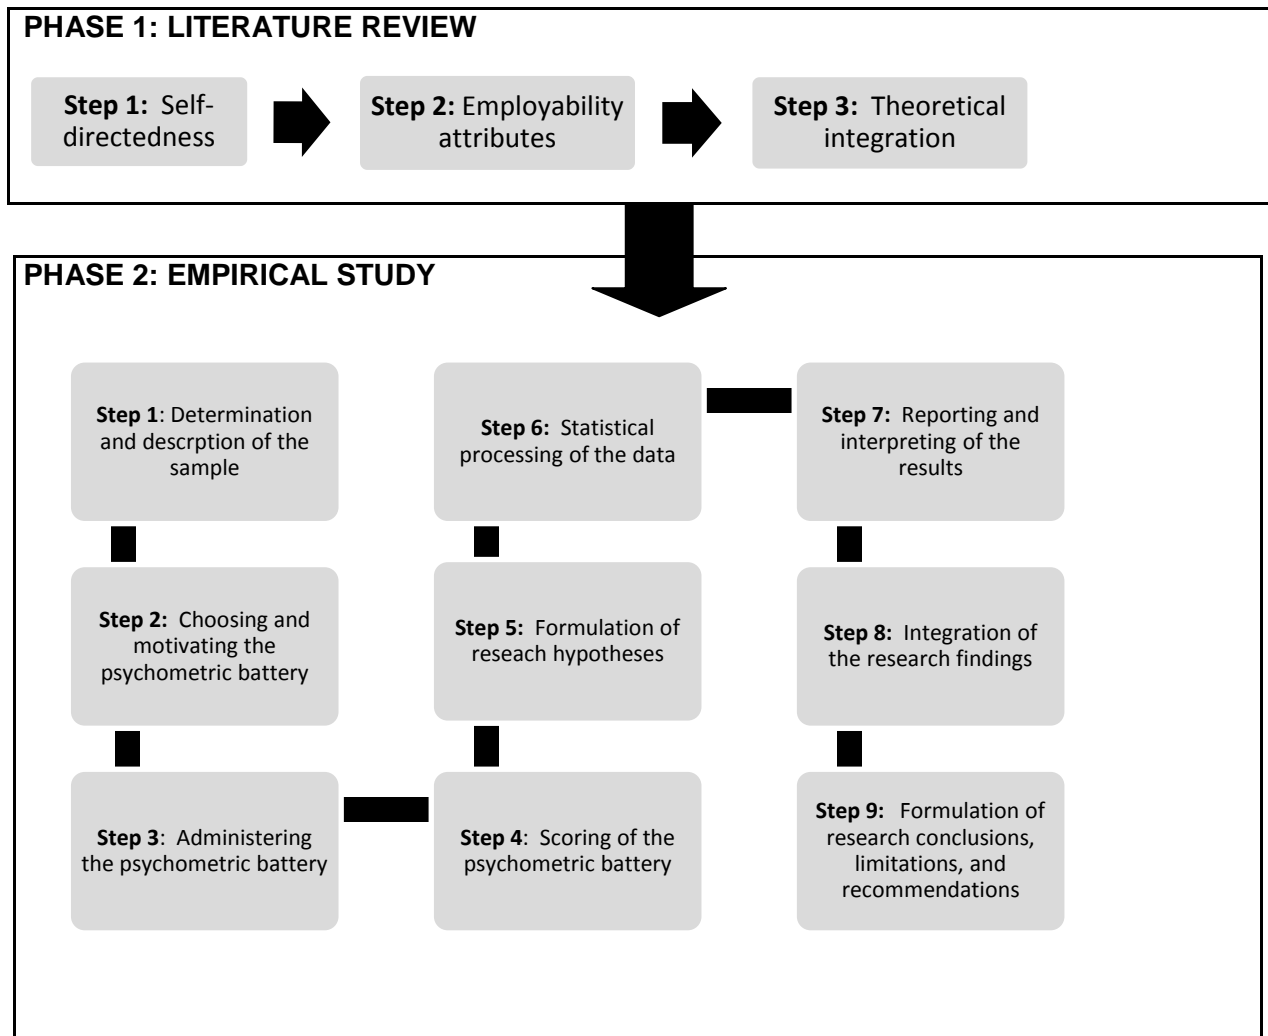 PHASE 1: LITERATURE REVIEW
Step 1:  Self-
directedness
Step 2: Employability
attributes
Step 3:  Theoretical
integration
PHASE 2: EMPIRICAL STUDY
Step 1: Determination
and descrption of the
sample
Step 2:  Choosing and
motivating the
psychometric battery
Step 3:  Administering
the psychometric battery
Step 4:  Scoring of the
psychometric battery
Step 5:  Formulation of
reseach hypotheses
Step 6:  Statistical
processing of the data
Step 7:  Reporting and
interpreting of the
results
Step 8:  Integration of
the research findings
Step 9:   Formulation of
research conclusions,
limitations, and
recommendations